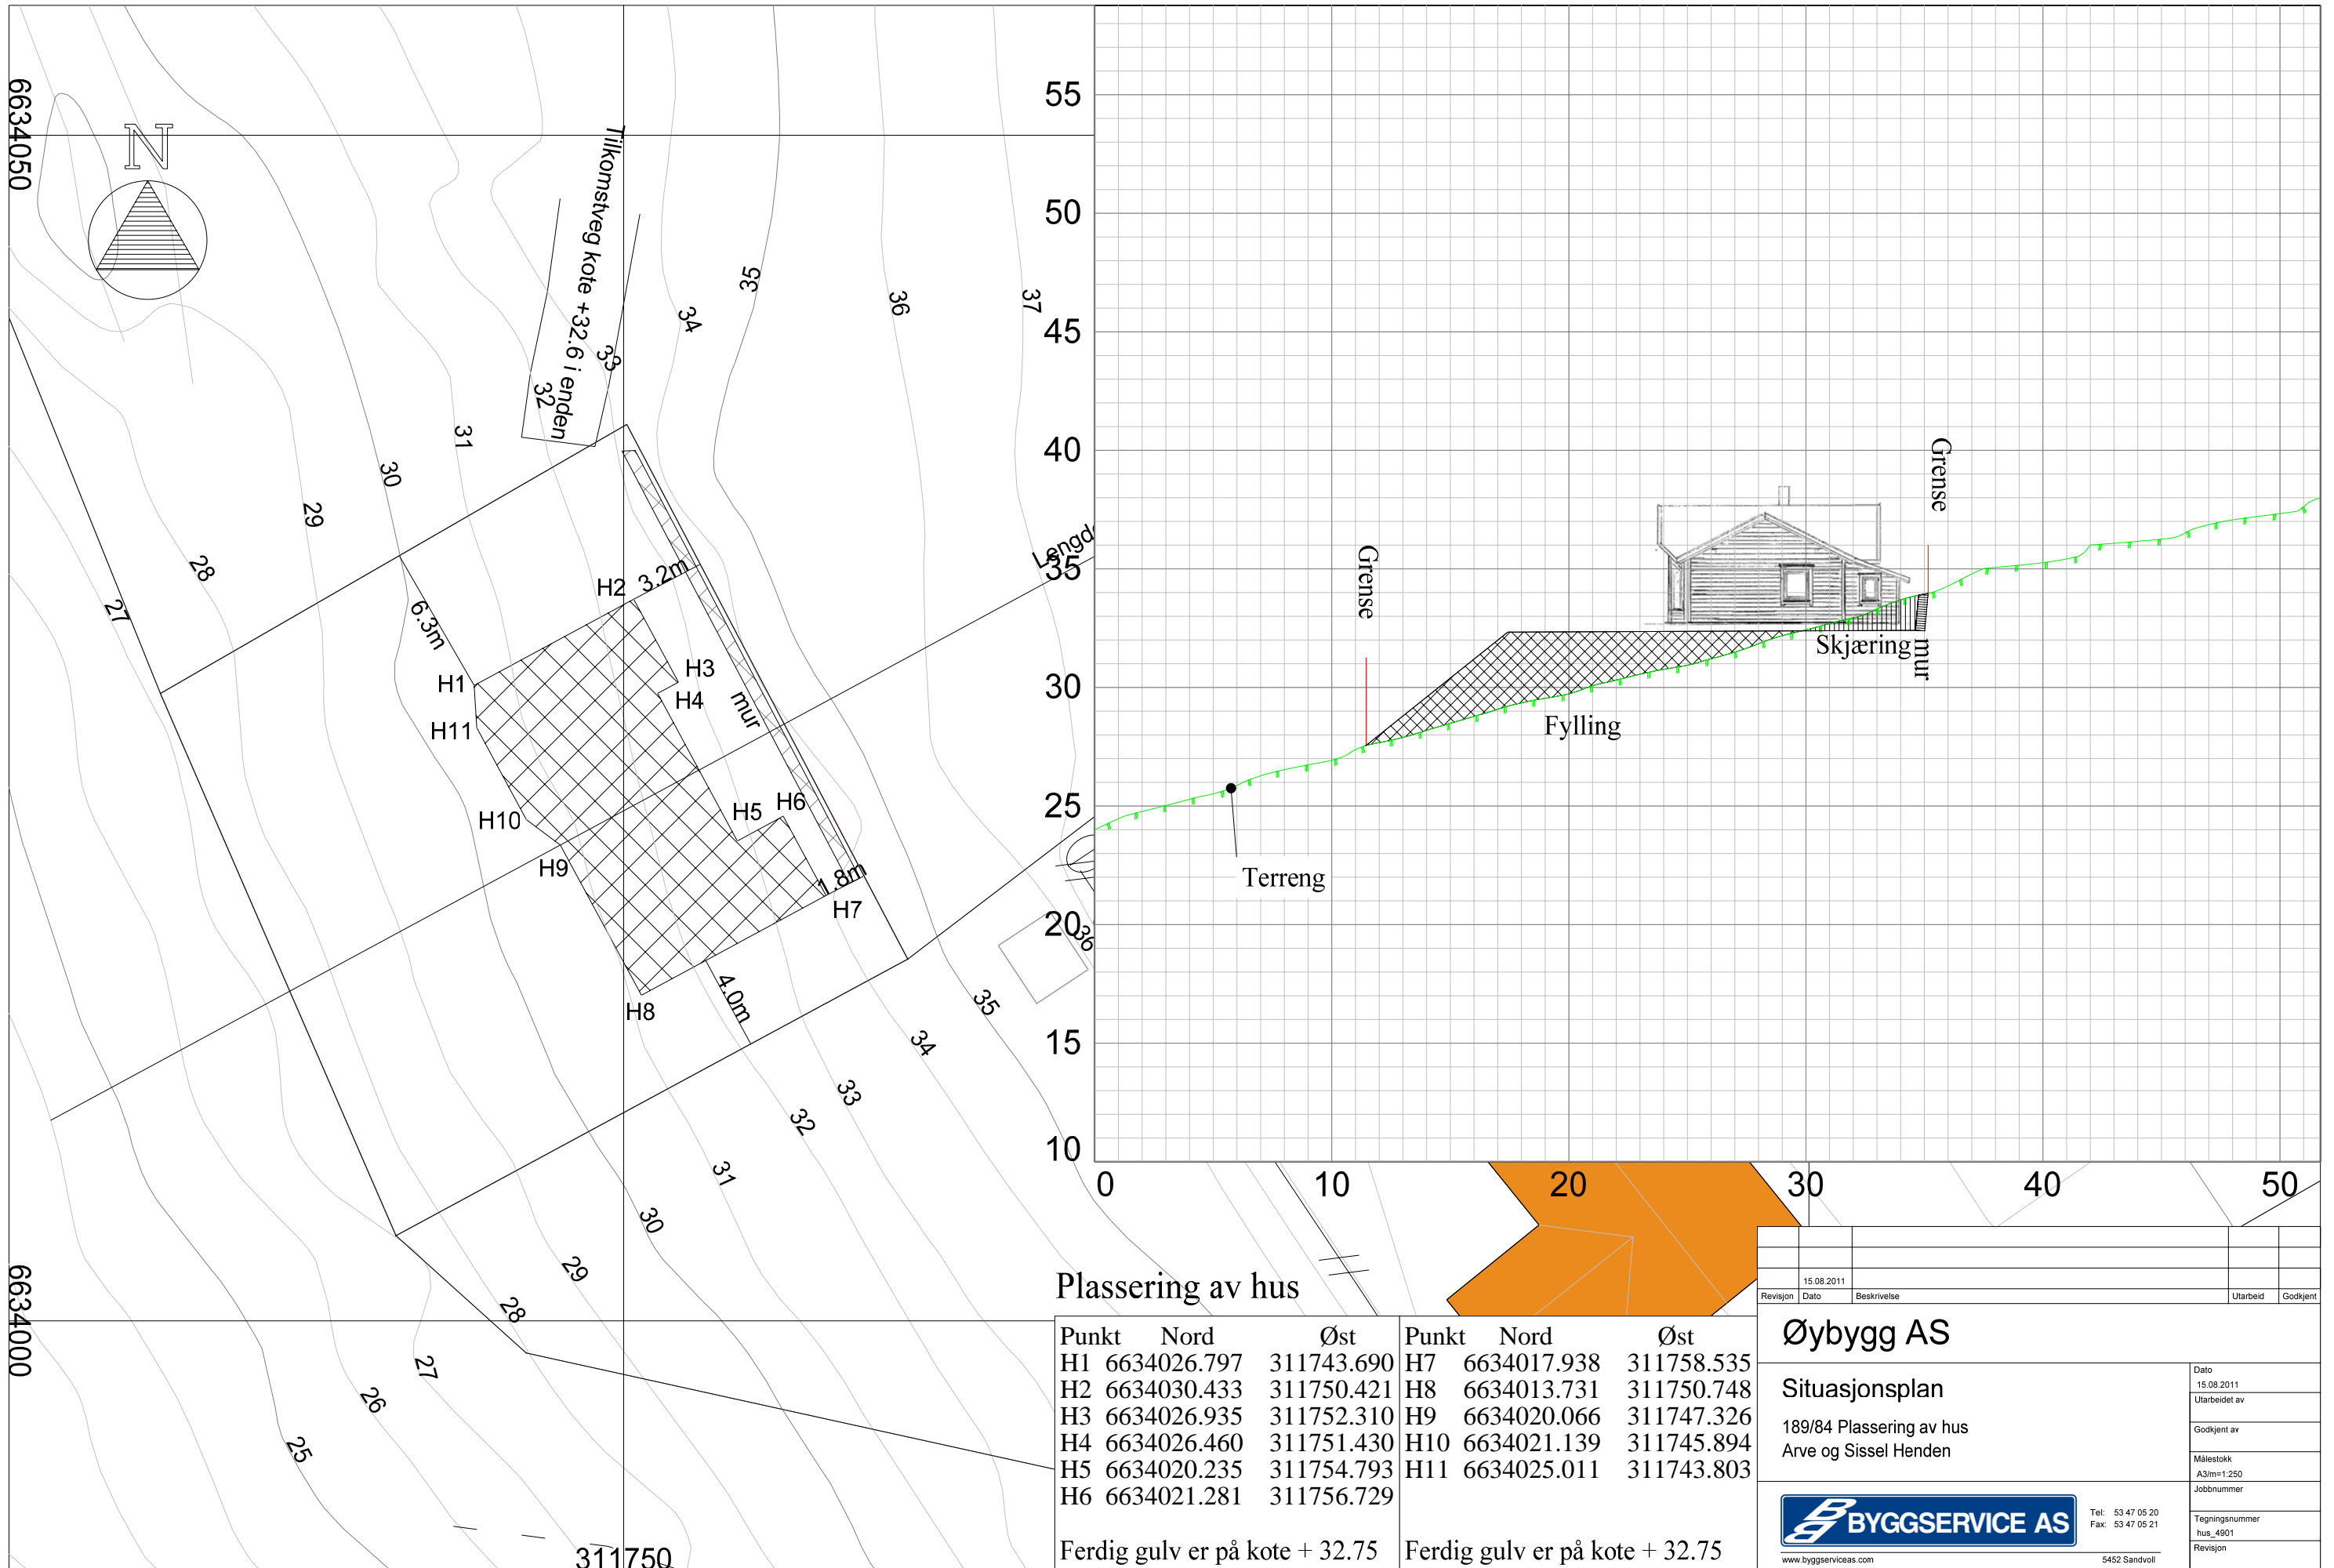 6634050
N
Tilkomstveg kote +32.6 i enden
35
34
36
37
33
32
31
30
29
28
27
6.3m
H2
3.2m
H1
H3
H4
mur
H11
H10
H5
H6
H9
1.8m
H7
4.0m
H8
36
35
34
33
32
31
30
29
28
27
26
25
6634000
311750
55
50
45
40
35
30
25
20
15
10
0
10
20
30
40
50
Grense
Grense
Skjæring
mur
Fylling
Terreng
Plassering av hus
Punkt Nord Øst
H1 6634026.797 311743.690
H2 6634030.433 311750.421
H3 6634026.935 311752.310
H4 6634026.460 311751.430
H5 6634020.235 311754.793
H6 6634021.281 311756.729
Ferdig gulv er på kote + 32.75
Punkt Nord Øst
H7 6634017.938 311758.535
H8 6634013.731 311750.748
H9 6634020.066 311747.326
H10 6634021.139 311745.894
H11 6634025.011 311743.803
Ferdig gulv er på kote + 32.75
15.08.2011
Revisjon Dato Beskrivelse Utarbeid Godkjent
Øybygg AS
Situasjonsplan
189/84 Plassering av hus
Arve og Sissel Henden
Dato
15.08.2011
Utarbeidet av
Godkjent av
Målestokk
A3/m=1:250
Jobbnummer
Tegningsnummer
hus_4901
Revisjon
BYGGSERVICE AS
Tel: 53 47 05 20
Fax: 53 47 05 21
www.byggserviceas.com
5452 Sandvoll